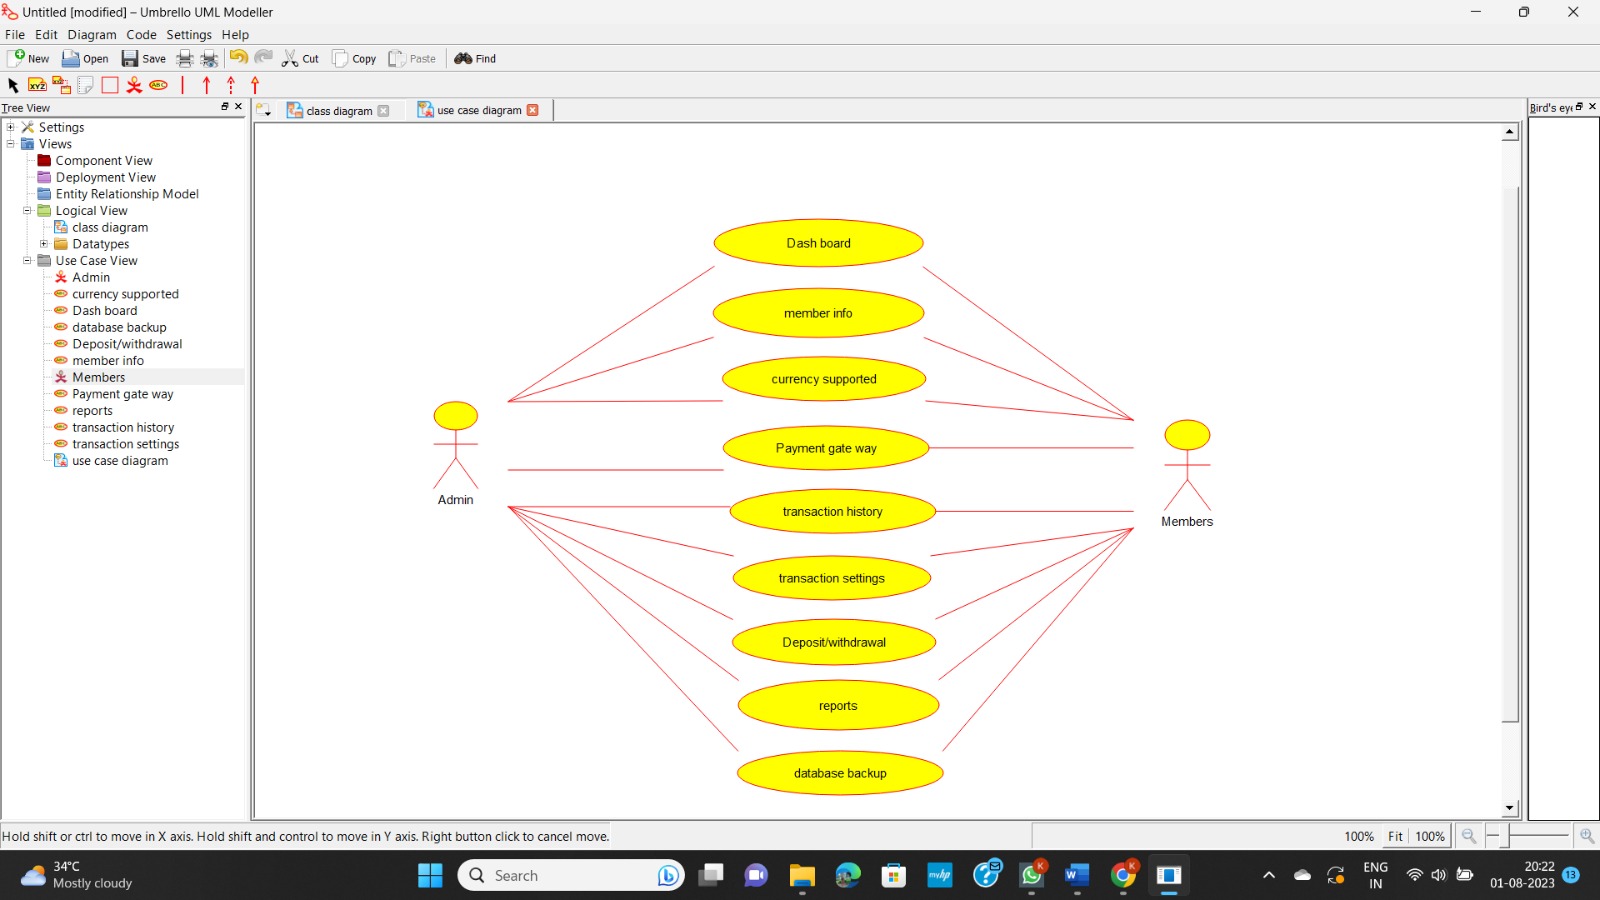 Untitled [modified] – Umbrello UML Modeller
File Edit Diagram Code Settings Help
New Open Save Cut Copy Paste Find
XYZ ABC
Tree View
class diagram
use case diagram
Bird's eye
Settings
Views
Component View
Deployment View
Entity Relationship Model
Logical View
class diagram
Datatypes
Use Case View
Admin
currency supported
Dash board
database backup
Deposit/withdrawal
member info
Members
Payment gate way
reports
transaction history
transaction settings
use case diagram
Dash board
member info
currency supported
Payment gate way
transaction history
transaction settings
Deposit/withdrawal
reports
database backup
Admin
Members
Hold shift or ctrl to move in X axis. Hold shift and control to move in Y axis. Right button click to cancel move.
100% Fit 100%
34°C
Mostly cloudy
Search
myhp
K
W
K
ENG
IN
20:22
01-08-2023
13